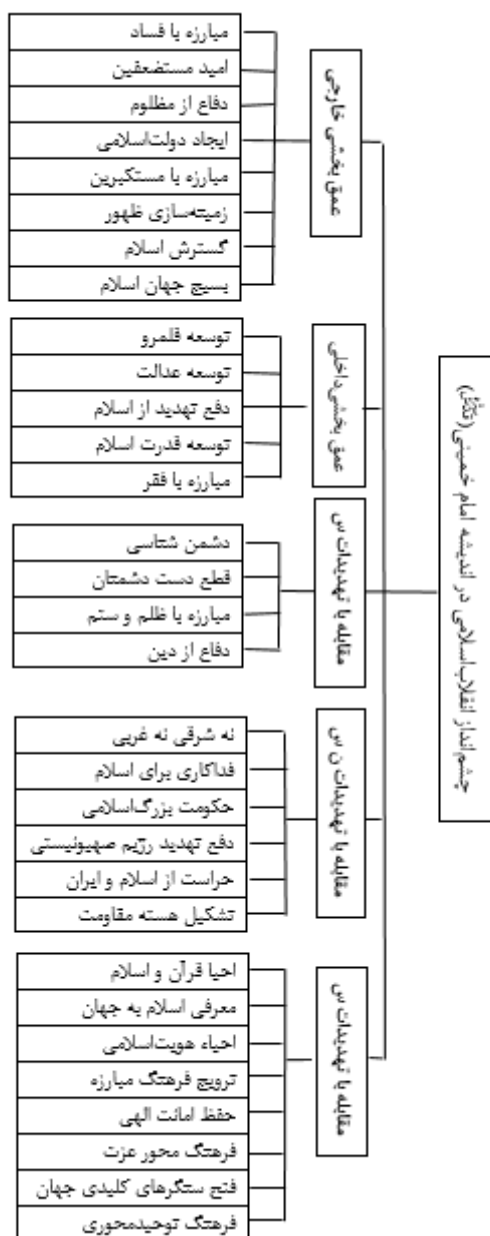 چشم‌انداز انقلاب‌اسلامی در اندیشه امام خمینی(قدّس‌سرّه)
عمق بخشی خارجی
مبارزه با فساد
امید مستضعفین
دفاع از مظلوم
ایجاد دولت‌اسلامی
مبارزه با مستکبرین
زمینه‌سازی ظهور
گسترش اسلام
بسیج جهان اسلام
عمق بخشی‌داخلی
توسعه قلمرو
توسعه عدالت
دفع تهدید از اسلام
توسعه قدرت اسلام
مبارزه با فقر
مقابله با تهدیدات س
دشمن شناسی
قطع دست دشمنان
مبارزه با ظلم و ستم
دفاع از دین
مقابله با تهدیدات ن س
نه شرقی نه غربی
فداکاری برای اسلام
حکومت بزرگ‌اسلامی
دفع تهدید رژیم صهیونیستی
حراست از اسلام و ایران
تشکیل هسته مقاومت
مقابله با تهدیدات س
احیا قرآن و اسلام
معرفی اسلام به جهان
احیاء هویت‌اسلامی
ترویج فرهنگ مبارزه
حفظ امانت الهی
فرهنگ محور عزت
فتح سنگرهای کلیدی جهان
فرهنگ توحیدمحوری